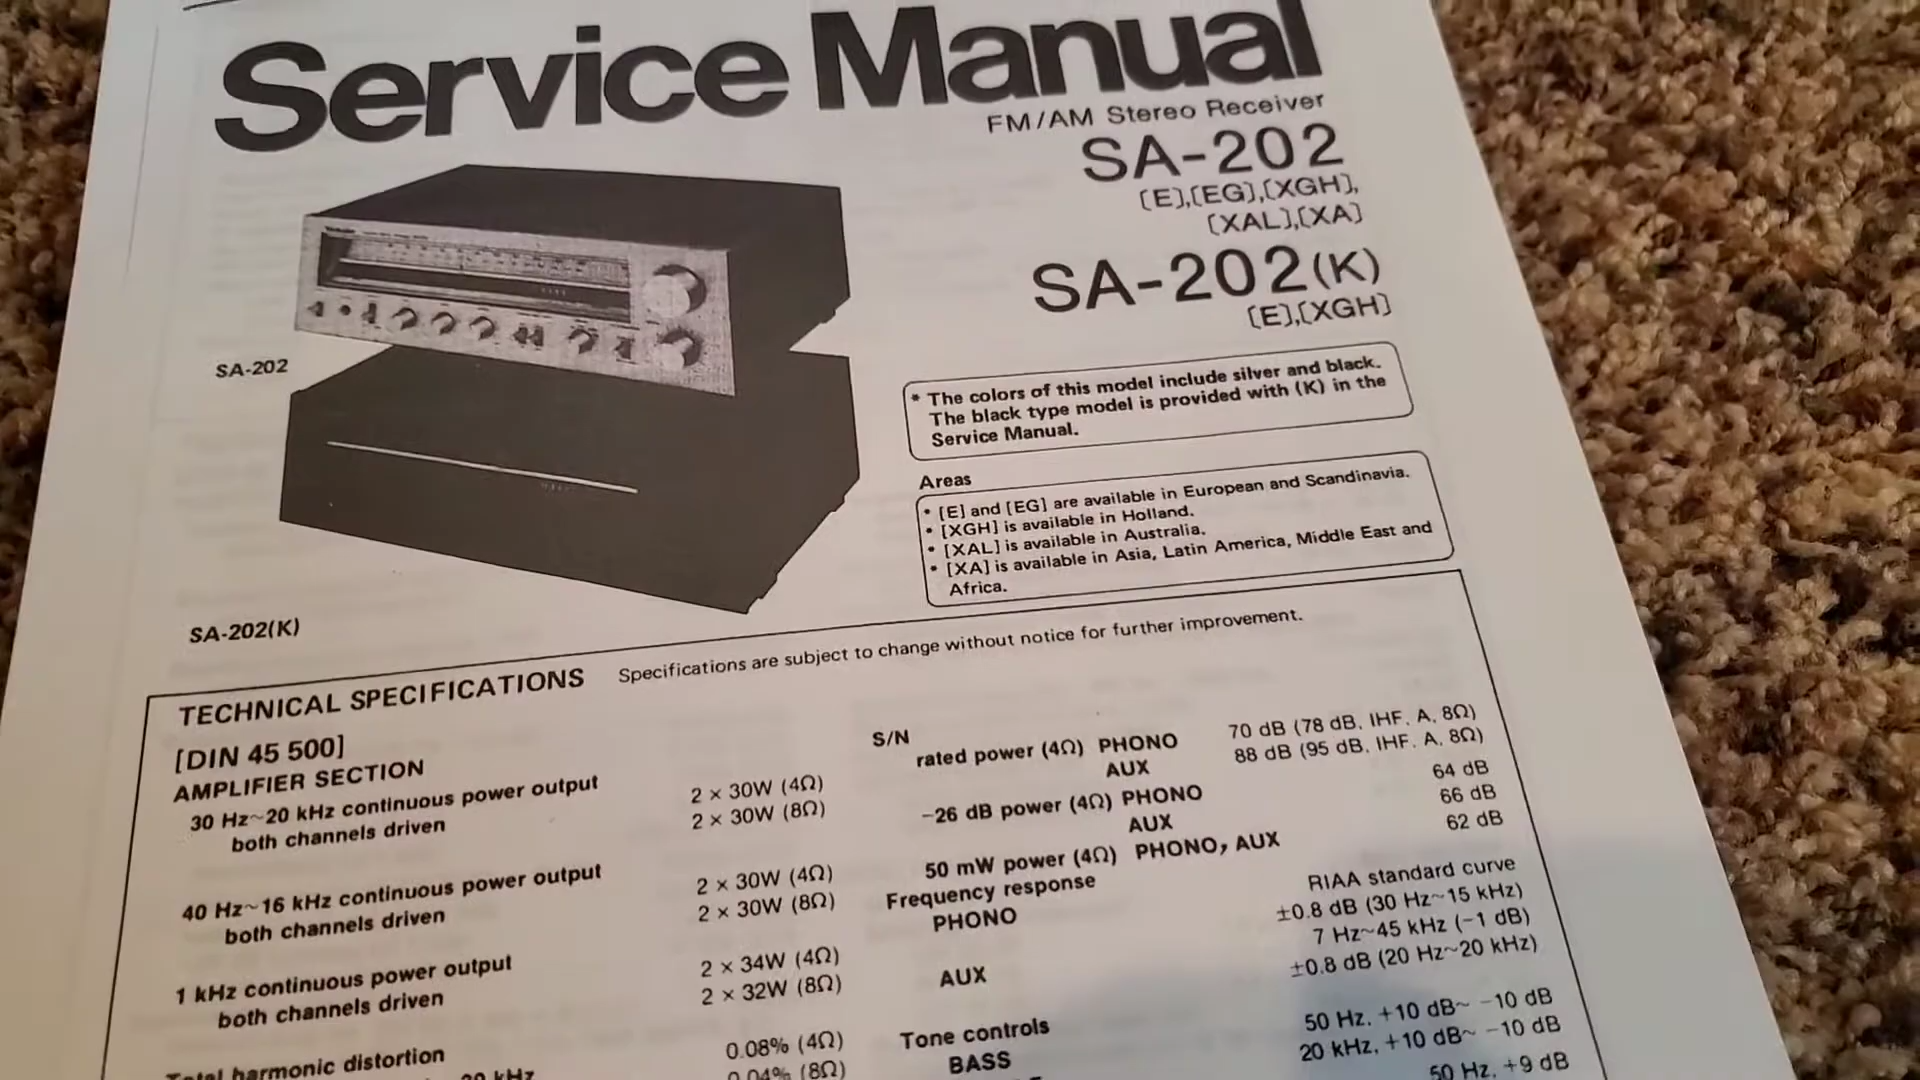 Service Manual
FM/AM Stereo Receiver
SA-202
[E],[EG],[XGH],
[XAL],[XA]
SA-202(K)
[E],[XGH]
Technics
SA-202
SA-202(K)
* The colors of this model include silver and black.
The black type model is provided with (K) in the
Service Manual.
Areas
• [E] and [EG] are available in European and Scandinavia.
• [XGH] is available in Holland.
• [XAL] is available in Australia.
• [XA] is available in Asia, Latin America, Middle East and
Africa.
TECHNICAL SPECIFICATIONS Specifications are subject to change without notice for further improvement.
[DIN 45 500]
AMPLIFIER SECTION
30 Hz~20 kHz continuous power output
both channels driven
2 × 30W (4Ω)
2 × 30W (8Ω)
40 Hz~16 kHz continuous power output
both channels driven
2 × 30W (4Ω)
2 × 30W (8Ω)
1 kHz continuous power output
both channels driven
2 × 34W (4Ω)
2 × 32W (8Ω)
Total harmonic distortion
20 kHz
0.08% (4Ω)
0.04% (8Ω)
S/N
rated power (4Ω) PHONO 70 dB (78 dB, IHF, A, 8Ω)
AUX 88 dB (95 dB, IHF, A, 8Ω)
-26 dB power (4Ω) PHONO 64 dB
AUX 66 dB
50 mW power (4Ω) PHONO, AUX 62 dB
Frequency response
PHONO RIAA standard curve
±0.8 dB (30 Hz~15 kHz)
AUX 7 Hz~45 kHz (-1 dB)
±0.8 dB (20 Hz~20 kHz)
Tone controls
BASS 50 Hz, +10 dB~ -10 dB
20 kHz, +10 dB~ -10 dB
50 Hz, +9 dB